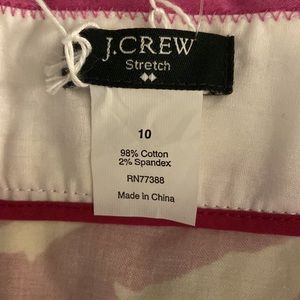 J.CREW
Stretch
10
98% Cotton
2% Spandex
RN77388
Made in China